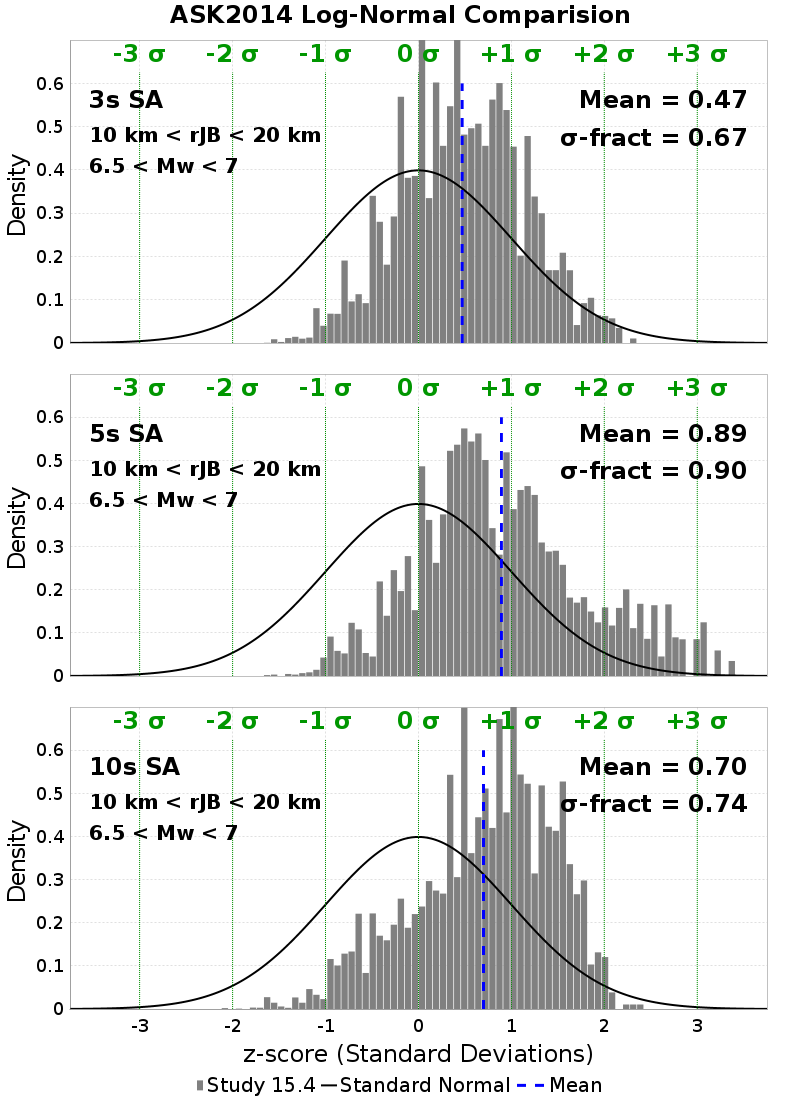 ASK2014 Log-Normal Comparision
-3 σ -2 σ -1 σ 0 σ +1 σ +2 σ +3 σ
0.6
3s SA Mean = 0.47
0.5
10 km < rJB < 20 km σ-fract = 0.67
6.5 < Mw < 7
0.4
Density
0.3
0.2
0.1
0
-3 σ -2 σ -1 σ 0 σ +1 σ +2 σ +3 σ
0.6
5s SA Mean = 0.89
0.5
10 km < rJB < 20 km σ-fract = 0.90
6.5 < Mw < 7
0.4
Density
0.3
0.2
0.1
0
-3 σ -2 σ -1 σ 0 σ +1 σ +2 σ +3 σ
0.6
10s SA Mean = 0.70
0.5
10 km < rJB < 20 km σ-fract = 0.74
6.5 < Mw < 7
0.4
Density
0.3
0.2
0.1
0
-3 -2 -1 0 1 2 3
z-score (Standard Deviations)
Study 15.4 Standard Normal Mean